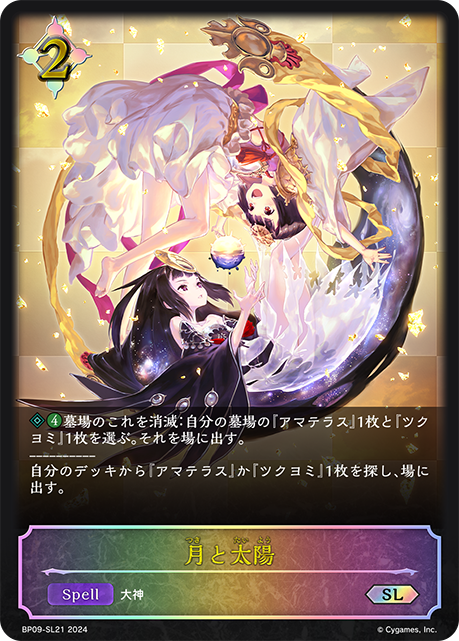 2
4 墓場のこれを消滅:自分の墓場の『アマテラス』1枚と『ツク
ヨミ』1枚を選ぶ。それを場に出す。
----------
自分のデッキから『アマテラス』か『ツクヨミ』1枚を探し、場に
出す。
つき たいよう
月と太陽
Spell 大神 SL
BP09-SL21 2024 © Cygames, Inc.